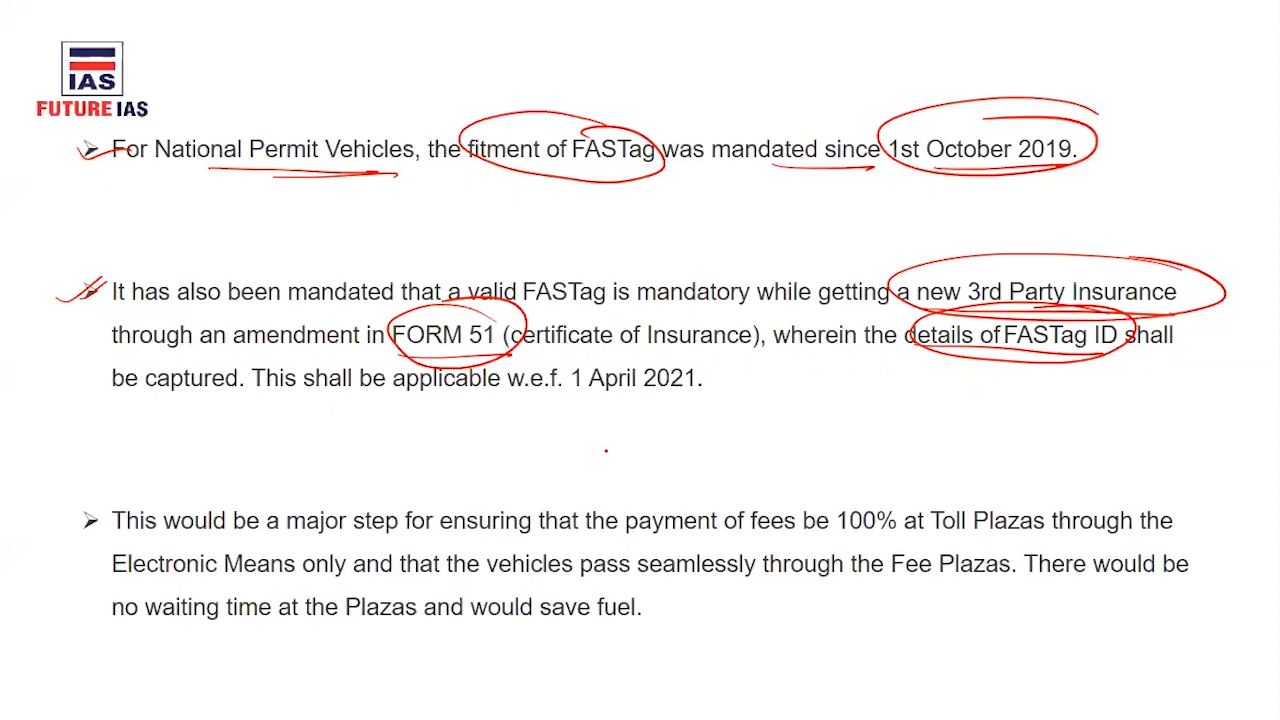 IAS
FUTURE IAS
➢ For National Permit Vehicles, the fitment of FASTag was mandated since 1st October 2019.
➢ It has also been mandated that a valid FASTag is mandatory while getting a new 3rd Party Insurance
through an amendment in FORM 51 (certificate of Insurance), wherein the details of FASTag ID shall
be captured. This shall be applicable w.e.f. 1 April 2021.
➢ This would be a major step for ensuring that the payment of fees be 100% at Toll Plazas through the
Electronic Means only and that the vehicles pass seamlessly through the Fee Plazas. There would be
no waiting time at the Plazas and would save fuel.